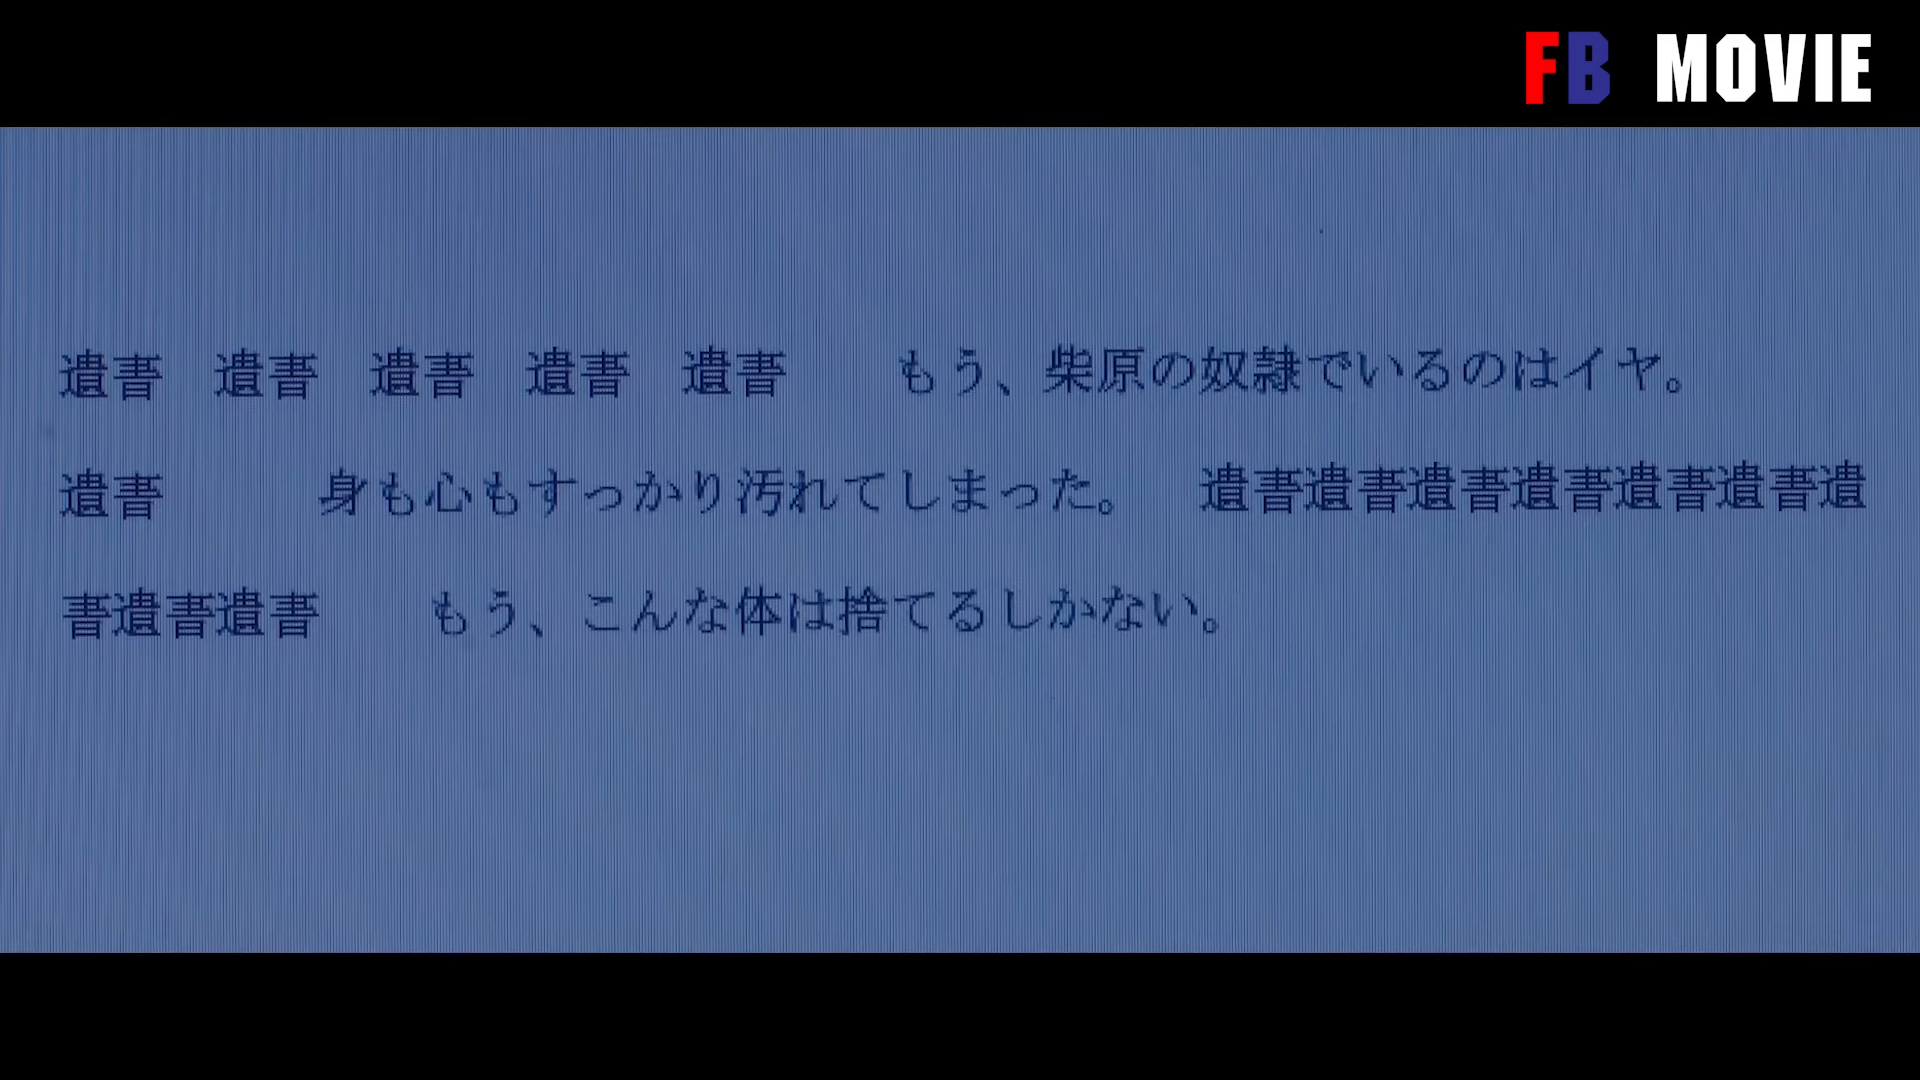 FB MOVIE
遺書　遺書　遺書　遺書　遺書　　もう、柴原の奴隷でいるのはイヤ。
遺書　　　身も心もすっかり汚れてしまった。　遺書遺書遺書遺書遺書遺書遺
書遺書遺書　　もう、こんな体は捨てるしかない。